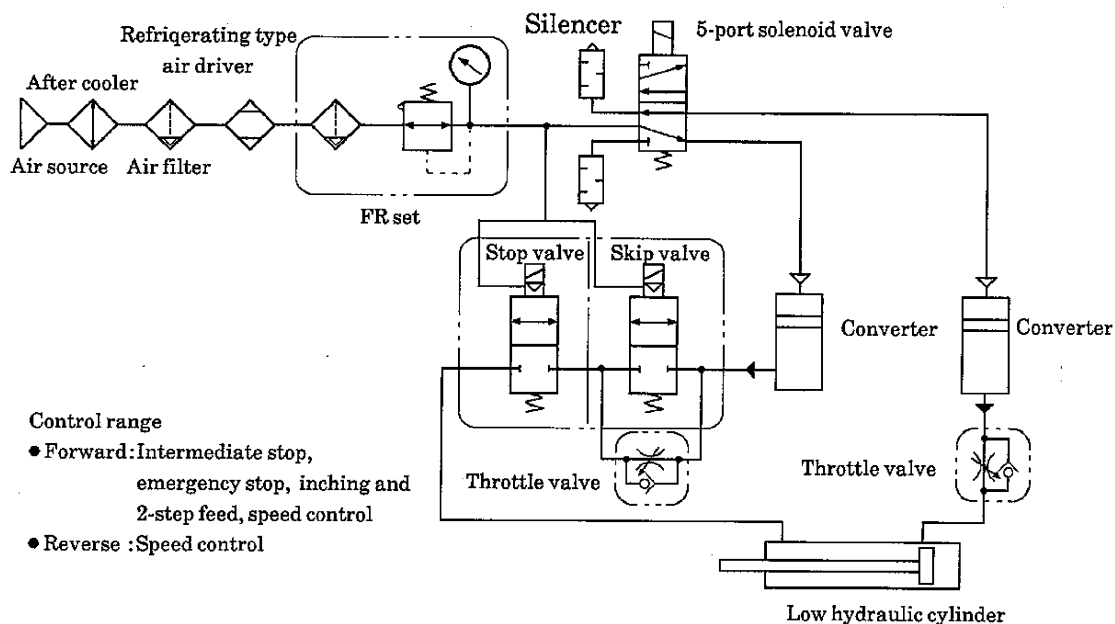 Refriqerating type
air driver
Silencer
5-port solenoid valve
After cooler
Air source
Air filter
FR set
Stop valve
Skip valve
Converter
Converter
Control range
● Forward:Intermediate stop,
emergency stop, inching and
2-step feed, speed control
● Reverse :Speed control
Throttle valve
Throttle valve
Low hydraulic cylinder